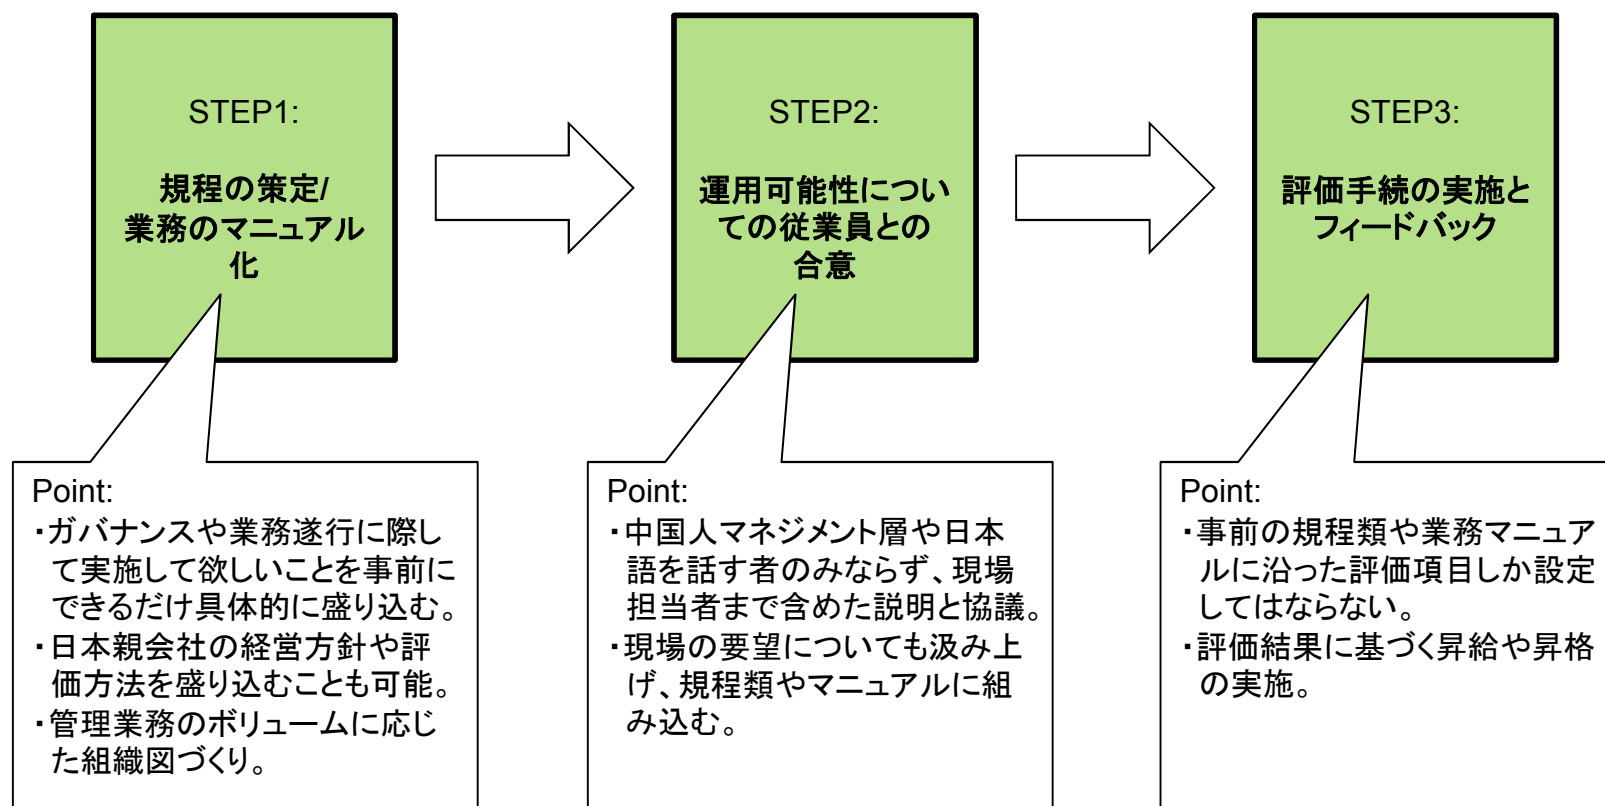 STEP1:
規程の策定/
業務のマニュアル
化
STEP2:
運用可能性につい
ての従業員との
合意
STEP3:
評価手続の実施と
フィードバック
Point:
・ガバナンスや業務遂行に際し
て実施して欲しいことを事前に
できるだけ具体的に盛り込む。
・日本親会社の経営方針や評
価方法を盛り込むことも可能。
・管理業務のボリュームに応じ
た組織図づくり。
Point:
・中国人マネジメント層や日本
語を話す者のみならず、現場
担当者まで含めた説明と協議。
・現場の要望についても汲み上
げ、規程類やマニュアルに組
み込む。
Point:
・事前の規程類や業務マニュア
ルに沿った評価項目しか設定
してはならない。
・評価結果に基づく昇給や昇格
の実施。